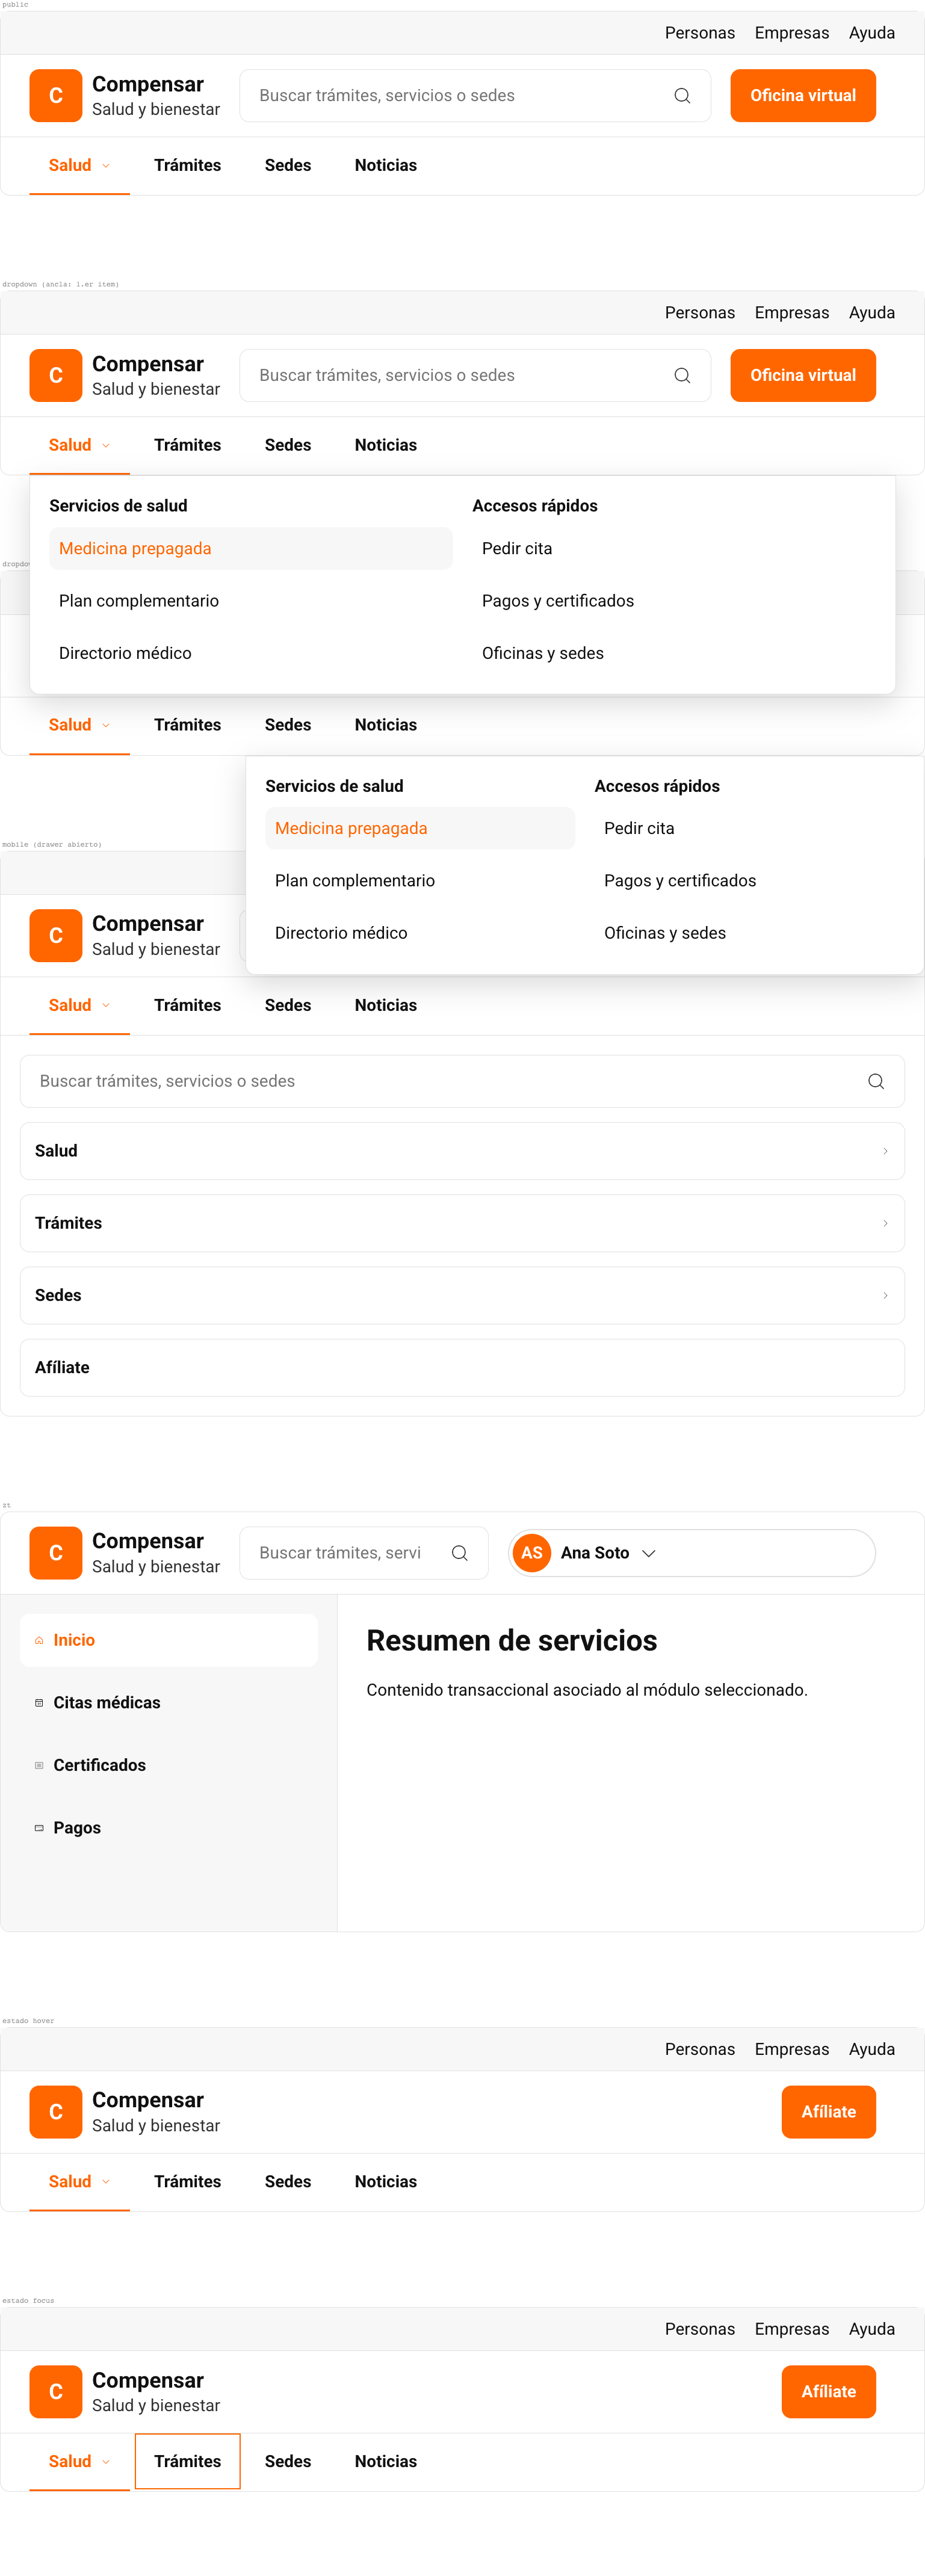 public
Personas Empresas Ayuda
C Compensar
Salud y bienestar
Buscar trámites, servicios o sedes
Oficina virtual
Salud Trámites Sedes Noticias
dropdown (ancla: 1.er item)
Personas Empresas Ayuda
C Compensar
Salud y bienestar
Buscar trámites, servicios o sedes
Oficina virtual
Salud Trámites Sedes Noticias
Servicios de salud Accesos rápidos
Medicina prepagada Pedir cita
Plan complementario Pagos y certificados
Directorio médico Oficinas y sedes
Salud Trámites Sedes Noticias
Servicios de salud Accesos rápidos
Medicina prepagada Pedir cita
Plan complementario Pagos y certificados
Directorio médico Oficinas y sedes
mobile (drawer abierto)
C Compensar
Salud y bienestar
Salud Trámites Sedes Noticias
Buscar trámites, servicios o sedes
Salud
Trámites
Sedes
Afíliate
st
C Compensar
Salud y bienestar
Buscar trámites, servi
AS Ana Soto
Inicio
Citas médicas
Certificados
Pagos
Resumen de servicios
Contenido transaccional asociado al módulo seleccionado.
estado hover
Personas Empresas Ayuda
C Compensar
Salud y bienestar
Afíliate
Salud Trámites Sedes Noticias
estado focus
Personas Empresas Ayuda
C Compensar
Salud y bienestar
Afíliate
Salud Trámites Sedes Noticias